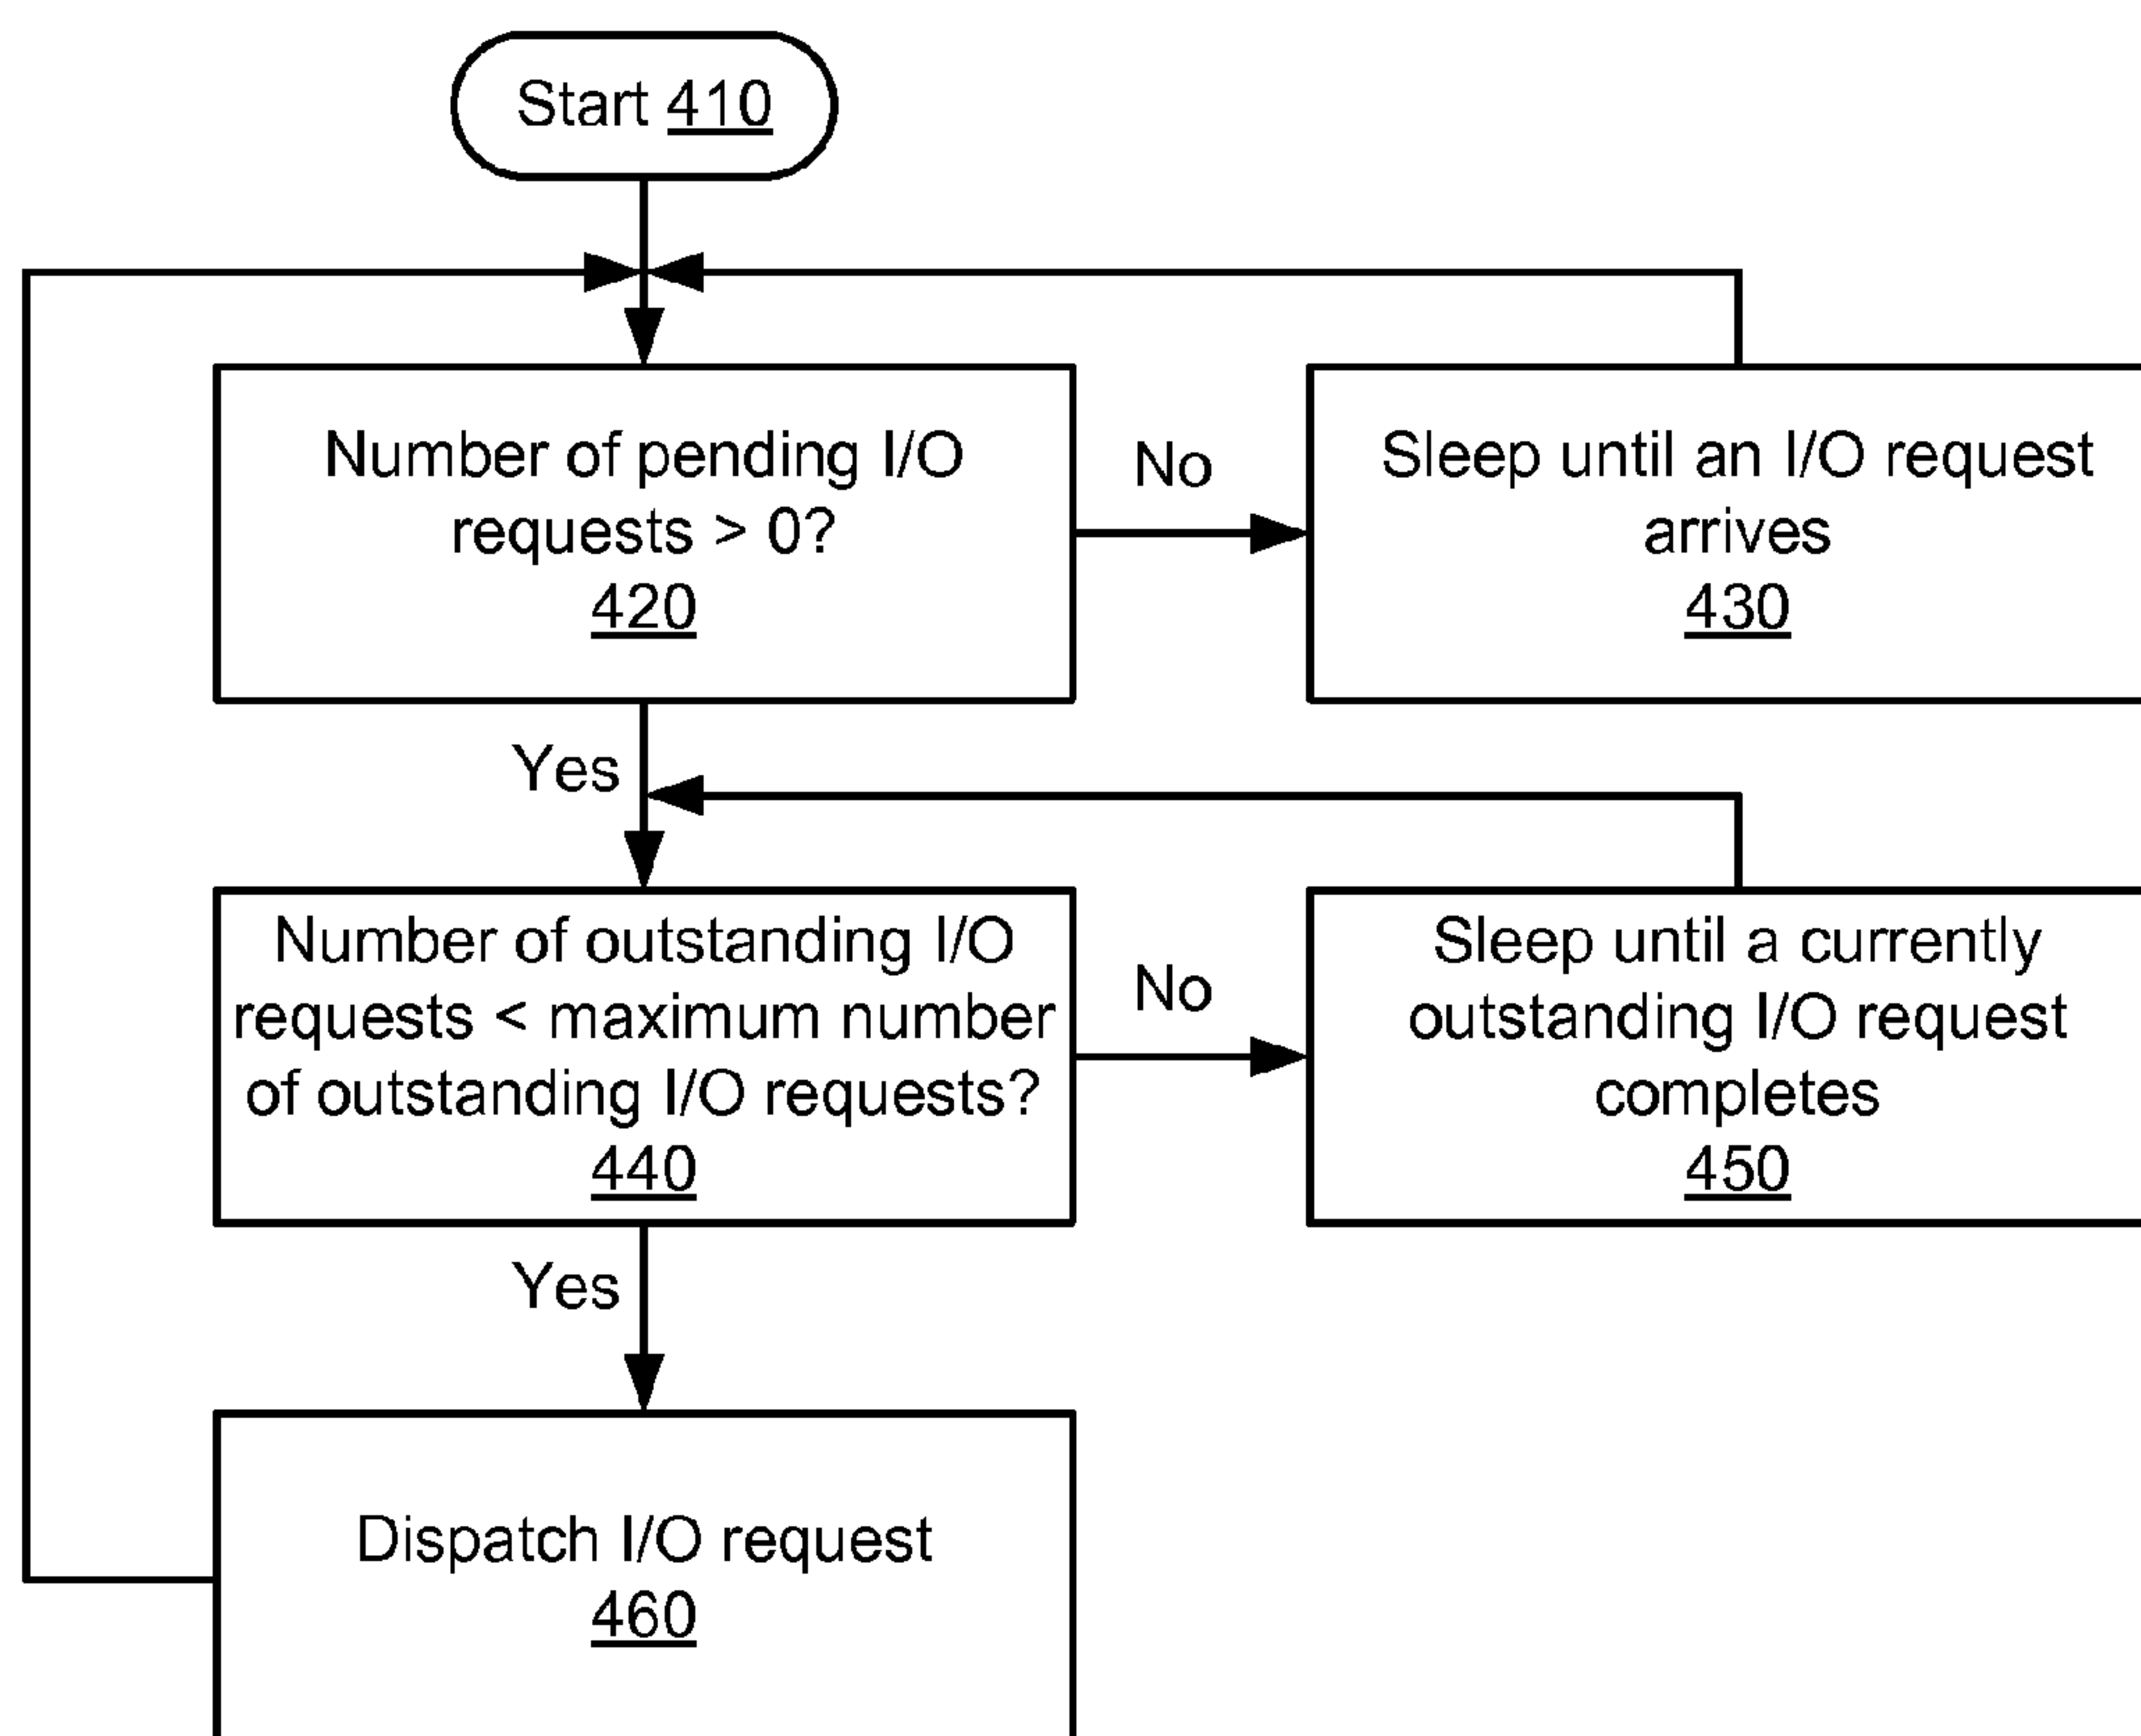 Start 410
Number of pending I/O
requests > 0?
420
No
Sleep until an I/O request
arrives
430
Yes
Number of outstanding I/O
requests < maximum number
of outstanding I/O requests?
440
No
Sleep until a currently
outstanding I/O request
completes
450
Yes
Dispatch I/O request
460